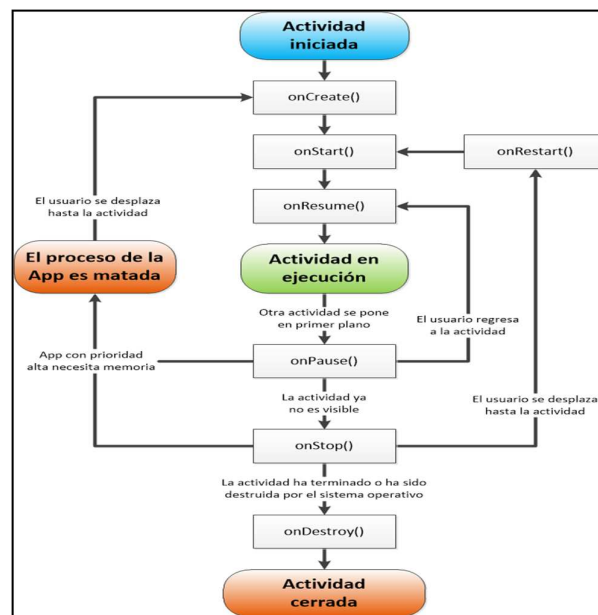 Actividad
iniciada
onCreate()
onStart()
onRestart()
El usuario se desplaza
hasta la actividad
onResume()
El proceso de la
App es matada
Actividad en
ejecución
Otra actividad se pone
en primer plano
El usuario regresa
a la actividad
App con prioridad
alta necesita memoria
onPause()
La actividad ya
no es visible
El usuario se desplaza
hasta la actividad
onStop()
La actividad ha terminado o ha sido
destruida por el sistema operativo
onDestroy()
Actividad
cerrada